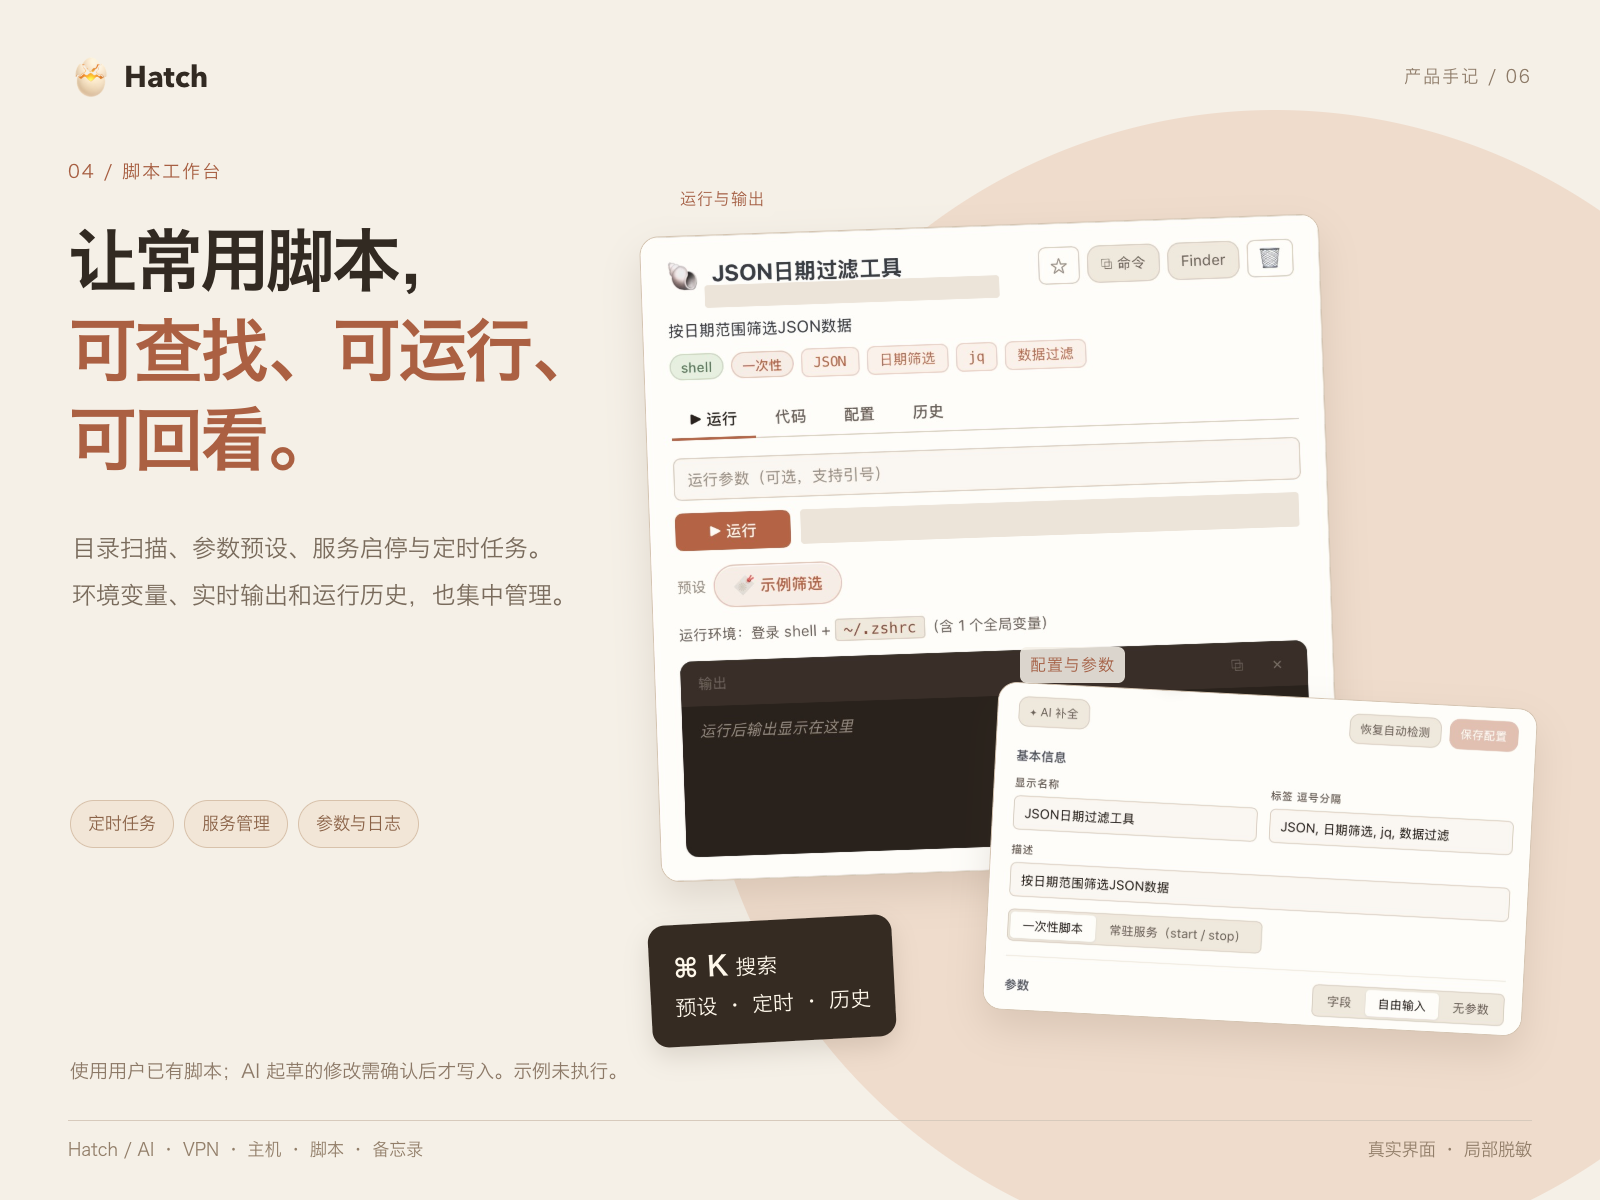 Hatch
产品手记 / 06
04 / 脚本工作台
让常用脚本,
可查找、可运行、
可回看。
目录扫描、参数预设、服务启停与定时任务。
环境变量、实时输出和运行历史，也集中管理。
定时任务 服务管理 参数与日志
运行与输出
JSON日期过滤工具
命令 Finder
按日期范围筛选JSON数据
shell 一次性 JSON 日期筛选 jq 数据过滤
▶ 运行 代码 配置 历史
运行参数（可选，支持引号）
▶ 运行
预设 示例筛选
运行环境：登录 shell + ~/.zshrc （含 1 个全局变量）
输出
运行后输出显示在这里
配置与参数
AI 补全 恢复自动检测 保存配置
基本信息
显示名称 标签 逗号分隔
JSON日期过滤工具 JSON, 日期筛选, jq, 数据过滤
描述
按日期范围筛选JSON数据
一次性脚本 常驻服务（start / stop）
参数 字段 自由输入 无参数
⌘ K 搜索
预设 · 定时 · 历史
使用用户已有脚本；AI 起草的修改需确认后才写入。示例未执行。
Hatch / AI · VPN · 主机 · 脚本 · 备忘录
真实界面 · 局部脱敏